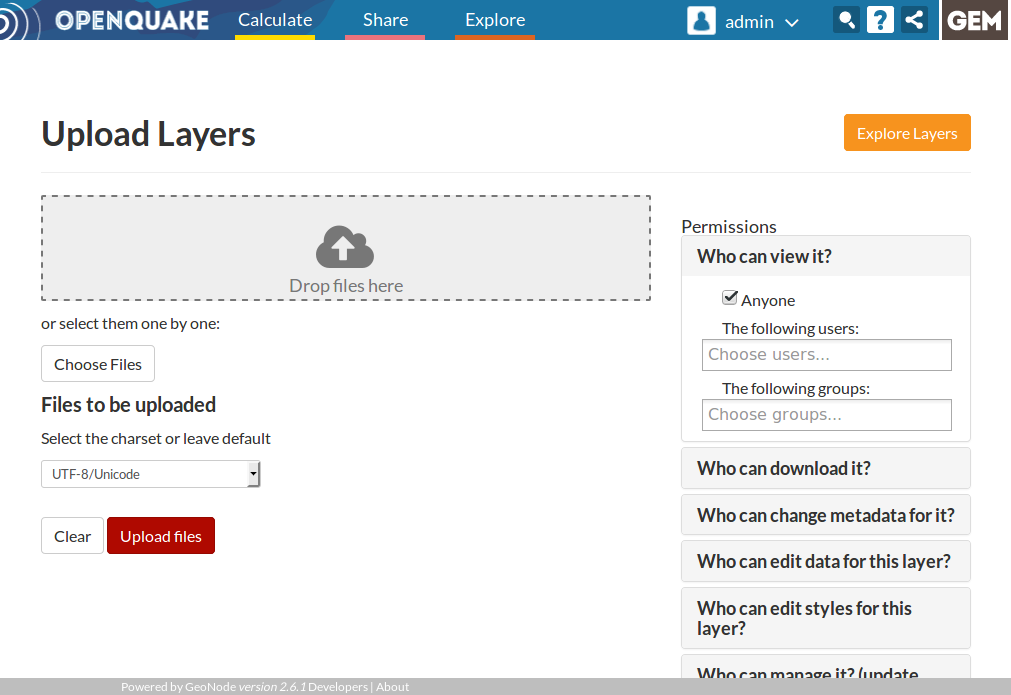 OPENQUAKE Calculate Share Explore admin ? GEM
Upload Layers
Explore Layers
Drop files here
or select them one by one:
Choose Files
Files to be uploaded
Select the charset or leave default
UTF-8/Unicode
Clear Upload files
Permissions
Who can view it?
Anyone
The following users:
Choose users...
The following groups:
Choose groups...
Who can download it?
Who can change metadata for it?
Who can edit data for this layer?
Who can edit styles for this
layer?
Who can manage it? (update
Powered by GeoNode version 2.6.1 Developers | About